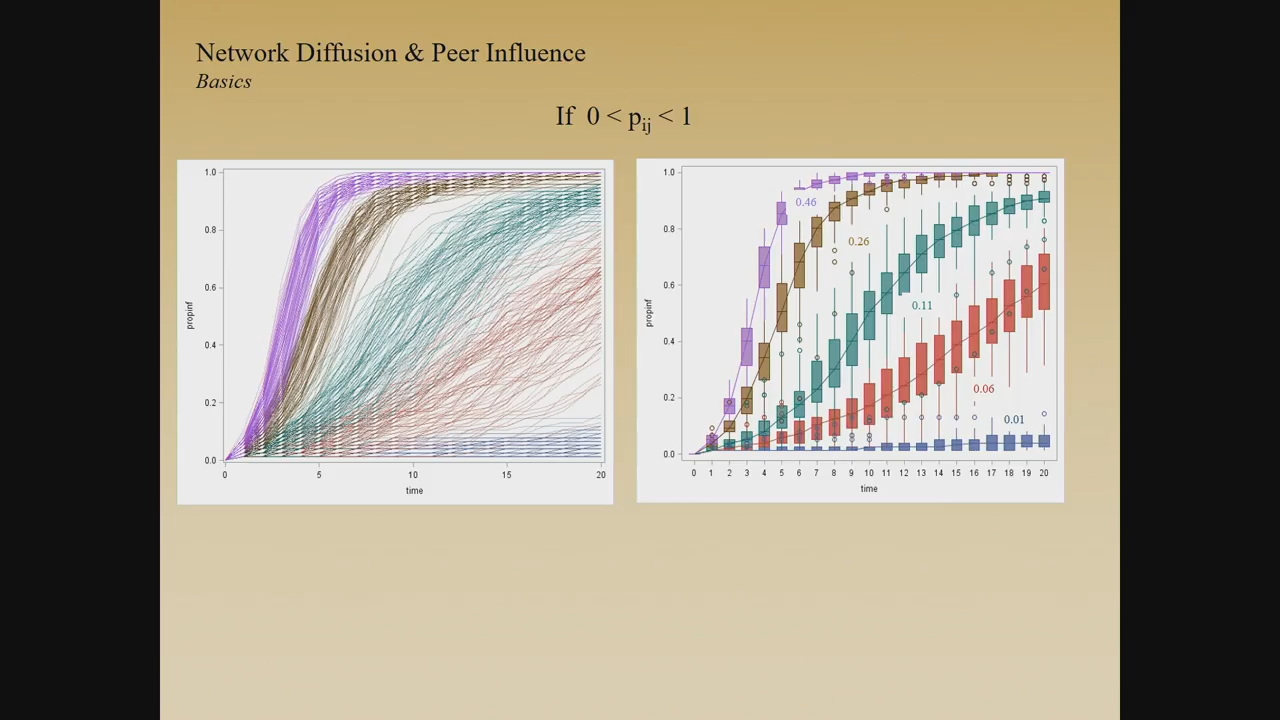 Network Diffusion & Peer Influence
Basics
If 0 < pij < 1
1.0
0.8
0.6
0.4
0.2
0.0
propinf
0 5 10 15 20
time
1.0
0.8
0.6
0.4
0.2
0.0
propinf
0.46
0.26
0.11
0.06
0.01
0 1 2 3 4 5 6 7 8 9 10 11 12 13 14 15 16 17 18 19 20
time